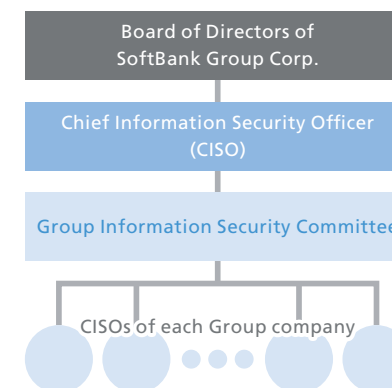 Board of Directors of
SoftBank Group Corp.
Chief Information Security Officer
(CISO)
Group Information Security Committee
CISOs of each Group company